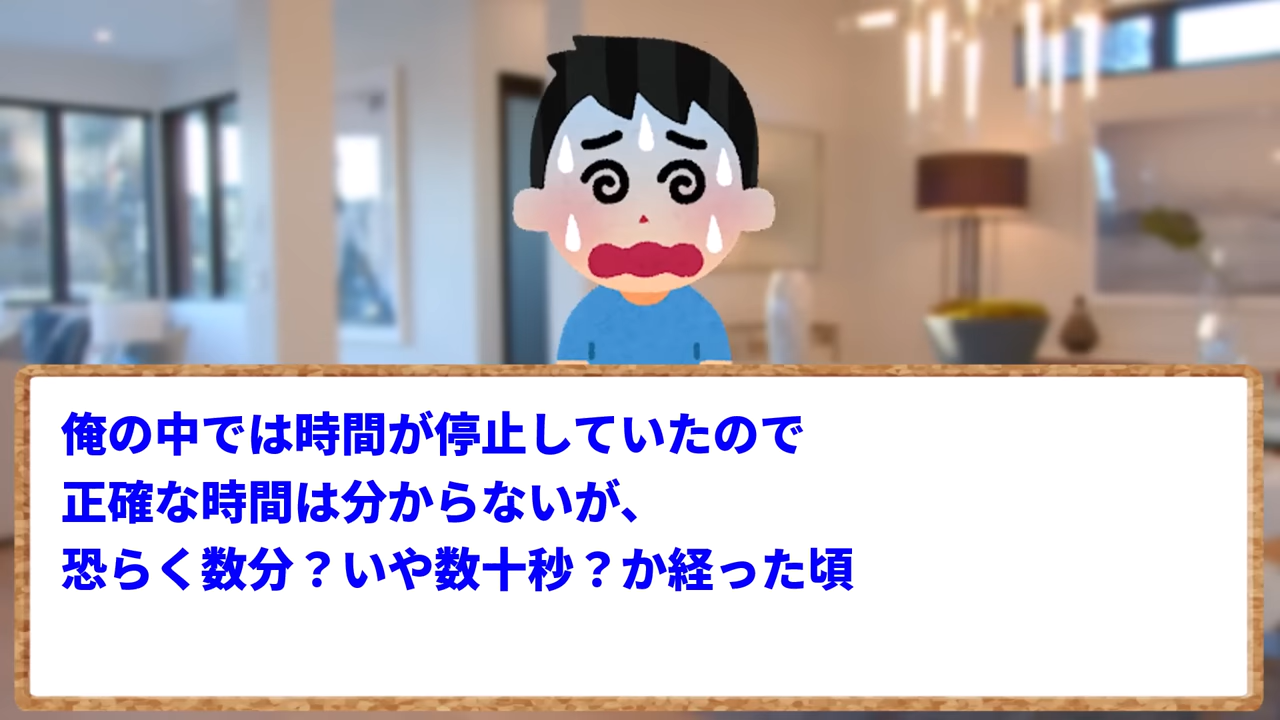 俺の中では時間が停止していたので
正確な時間は分からないが、
恐らく数分？いや数十秒？か経った頃